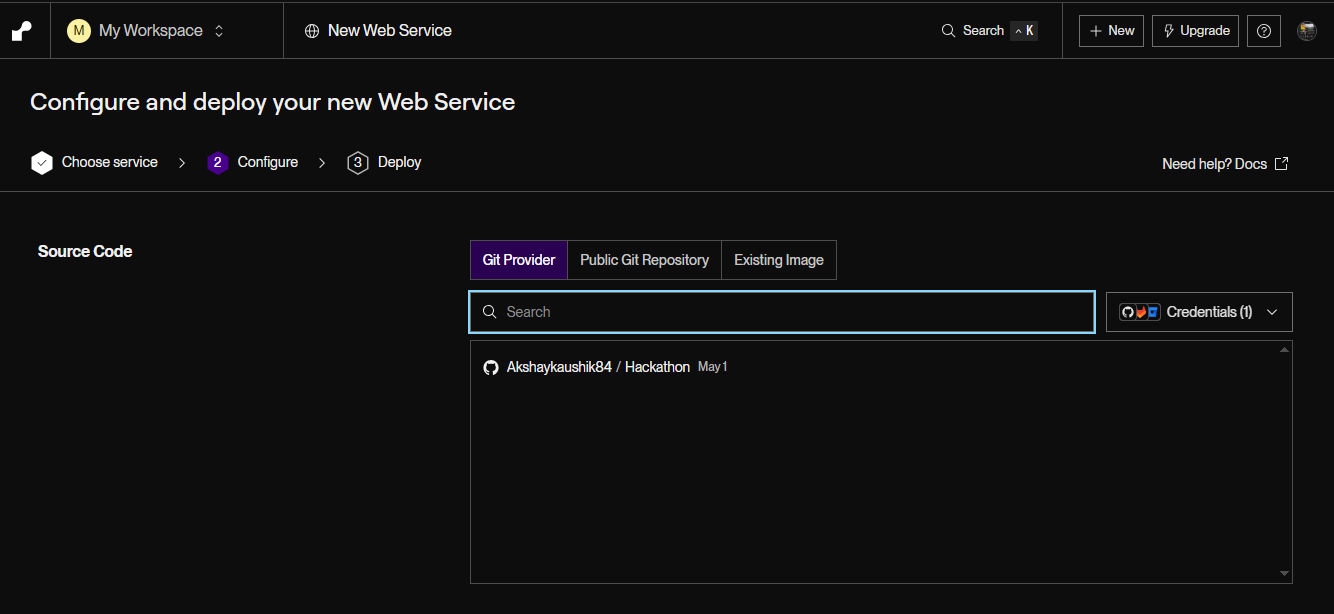 M My Workspace New Web Service Search ^ K + New Upgrade
Configure and deploy your new Web Service
Choose service 2 Configure 3 Deploy Need help? Docs
Source Code
Git Provider Public Git Repository Existing Image
Search Credentials (1)
Akshaykaushik84 / Hackathon May 1